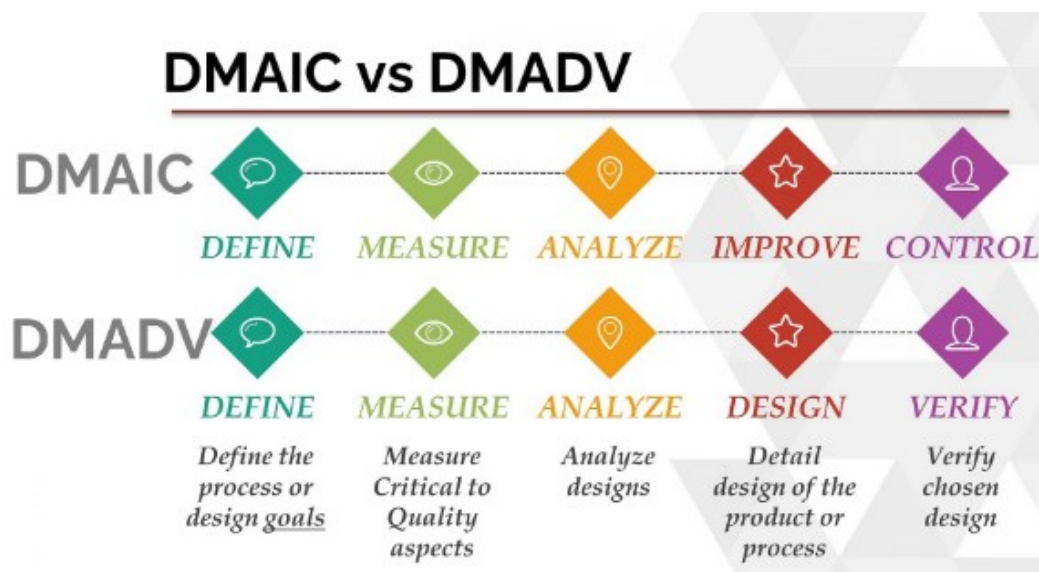 DMAIC vs DMADV
DMAIC
DEFINE MEASURE ANALYZE IMPROVE CONTROL
DMADV
DEFINE MEASURE ANALYZE DESIGN VERIFY
Define the
process or
design goals
Measure
Critical to
Quality
aspects
Analyze
designs
Detail
design of the
product or
process
Verify
chosen
design